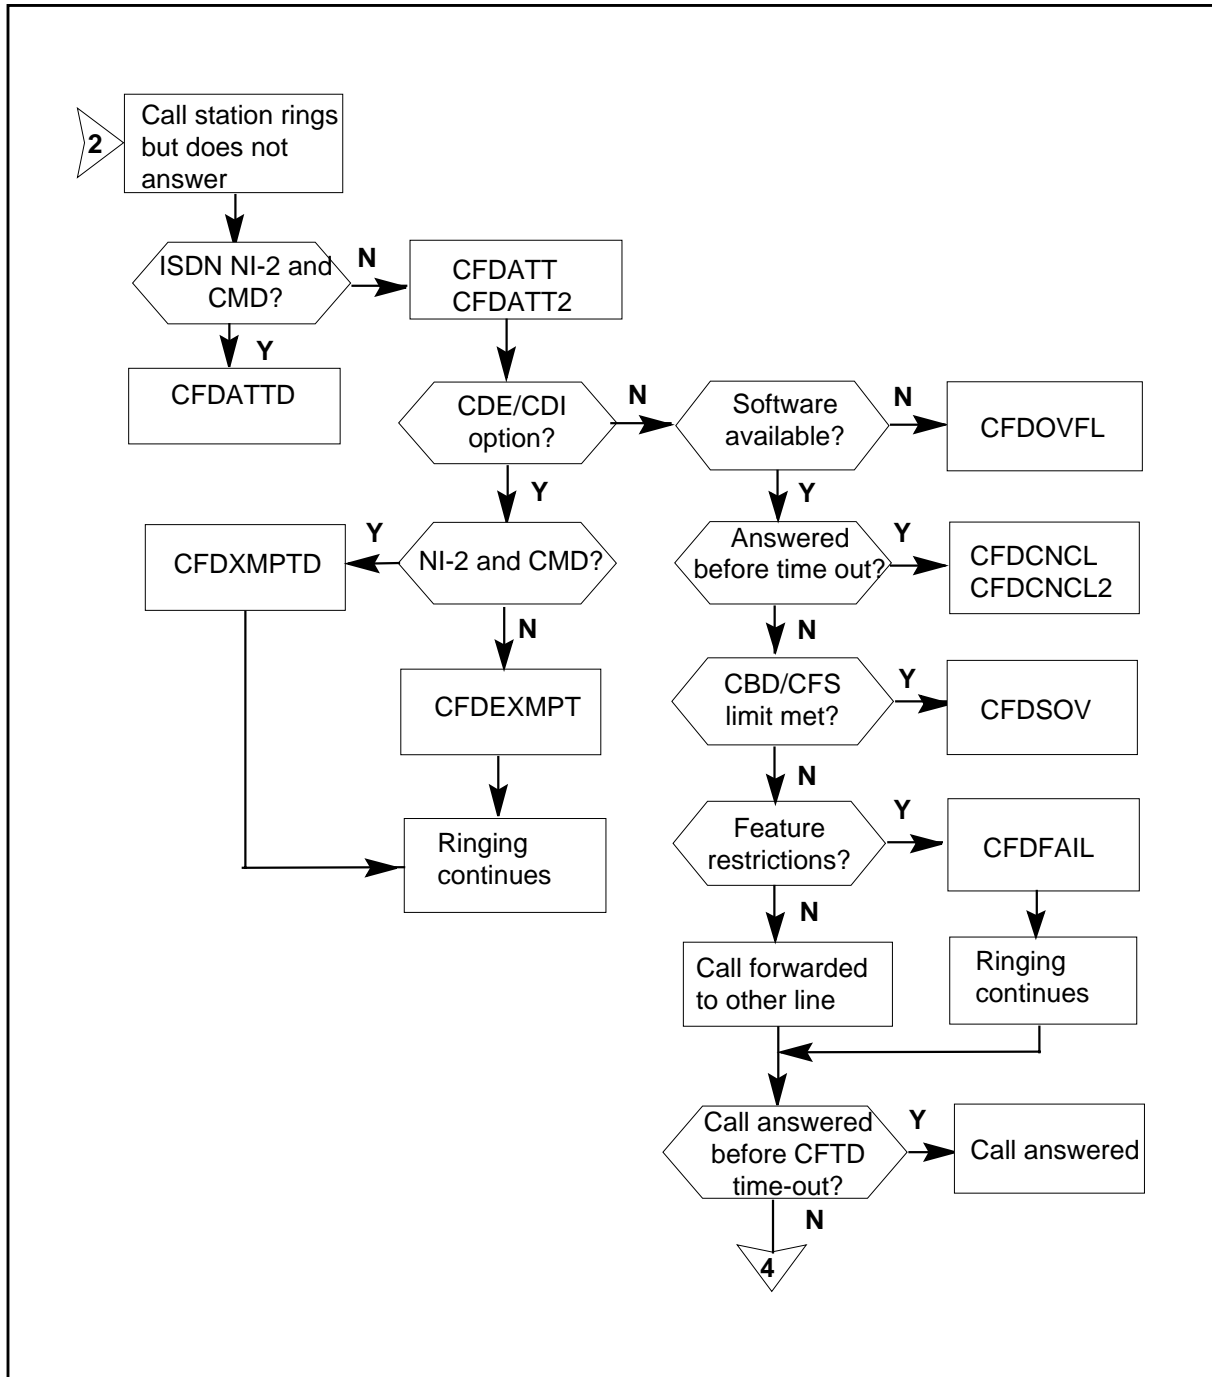 2
Call station rings
but does not
answer
ISDN NI-2 and
CMD?
N
CFDATT
CFDATT2
Y
CFDATTD
CDE/CDI
option?
N
Software
available?
N
CFDOVFL
Y
Y
CFDXMPTD
Y
NI-2 and CMD?
Answered
before time out?
Y
CFDCNCL
CFDCNCL2
N
N
CFDEXMPT
CBD/CFS
limit met?
Y
CFDSOV
N
Ringing
continues
Feature
restrictions?
Y
CFDFAIL
N
Call forwarded
to other line
Ringing
continues
Call answered
before CFTD
time-out?
Y
Call answered
N
4